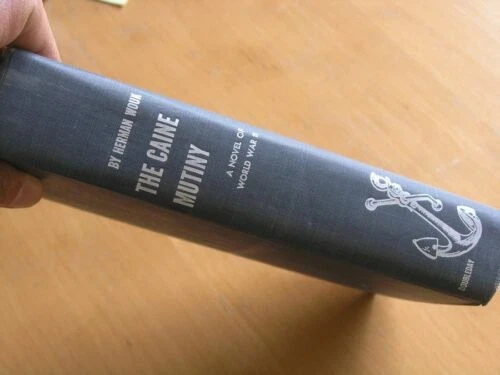 BY HERMAN WOUK
THE CAINE
MUTINY
A NOVEL OF
WORLD WAR II
DOUBLEDAY